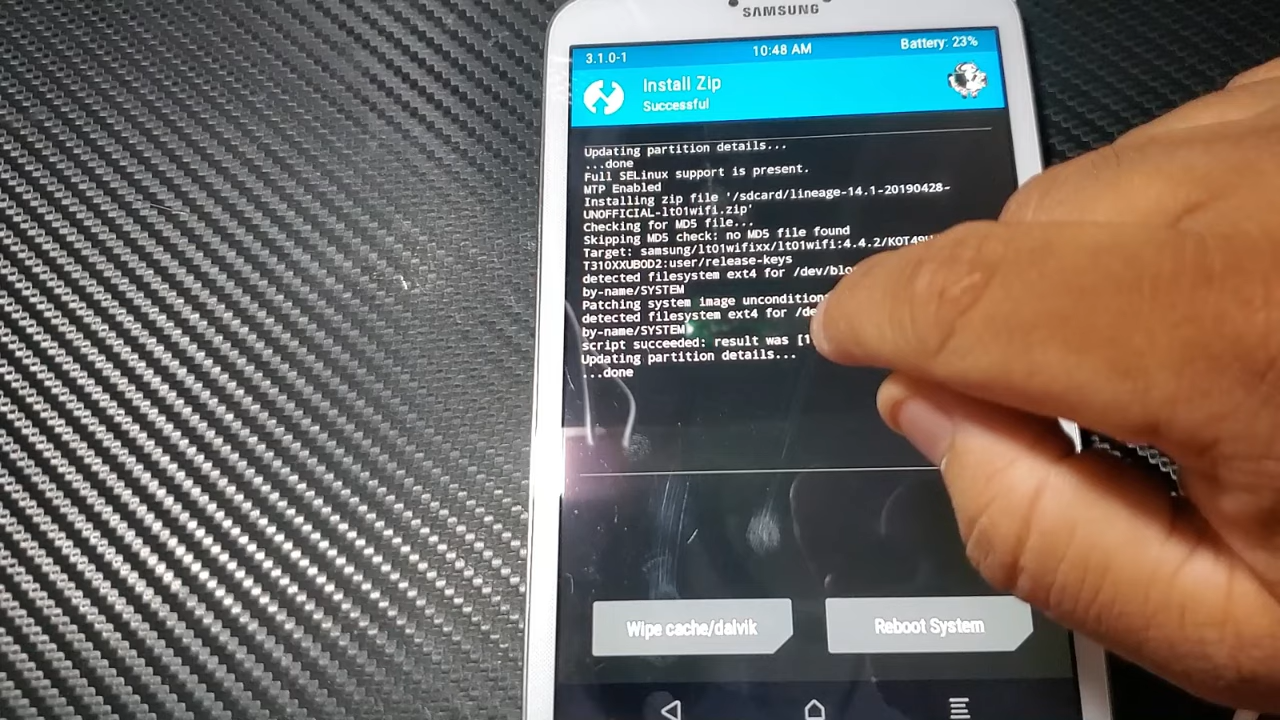 SAMSUNG
3.1.0-1 10:48 AM Battery: 23%
Install Zip
Successful
Updating partition details...
...done
Full SELinux support is present.
MTP Enabled
Installing zip file '/sdcard/lineage-14.1-20190428-
UNOFFICIAL-lt01wifi.zip'
Checking for MD5 file...
Skipping MD5 check: no MD5 file found
Target: samsung/lt01wifixx/lt01wifi:4.4.2/KOT49H
T310XXUBOD2:user/release-keys
detected filesystem ext4 for /dev/blo
by-name/SYSTEM
Patching system image uncondition
detected filesystem ext4 for /de
by-name/SYSTEM
script succeeded: result was [1
Updating partition details...
...done
Wipe cache/dalvik Reboot System